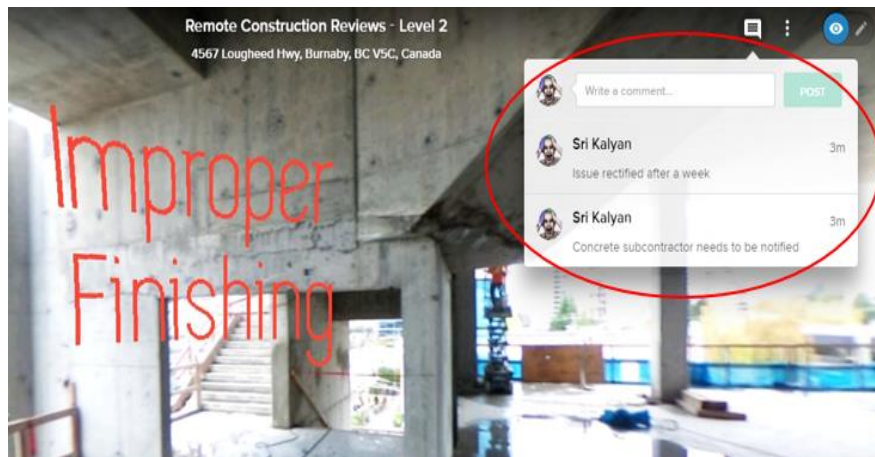 Remote Construction Reviews - Level 2
4567 Lougheed Hwy, Burnaby, BC V5C, Canada
Improper
Finishing
Write a comment...
POST
Sri Kalyan
3m
Issue rectified after a week
Sri Kalyan
3m
Concrete subcontractor needs to be notified